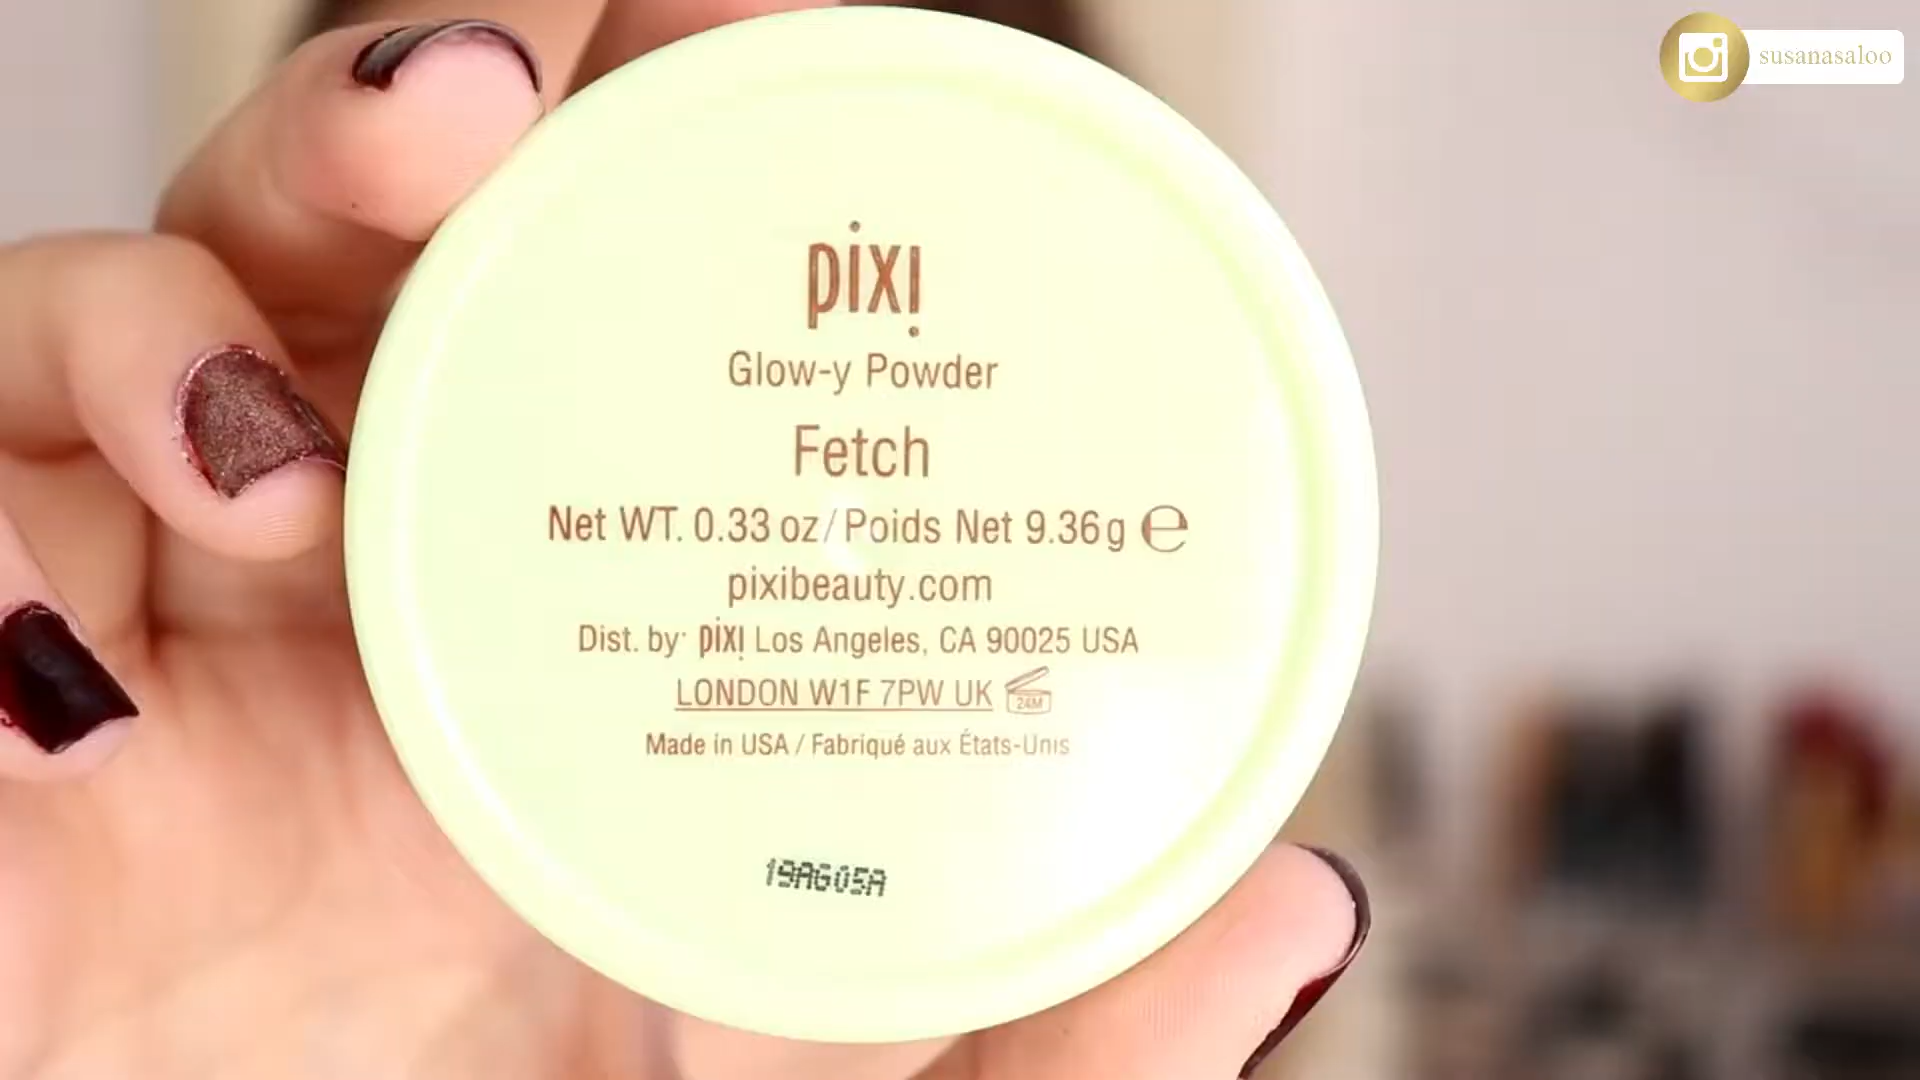 susanasaloo
pixi
Glow-y Powder
Fetch
Net WT. 0.33 oz/Poids Net 9.36g ℮
pixibeauty.com
Dist. by: pixi Los Angeles, CA 90025 USA
LONDON W1F 7PW UK 24M
Made in USA / Fabriqué aux États-Unis
19AG05A